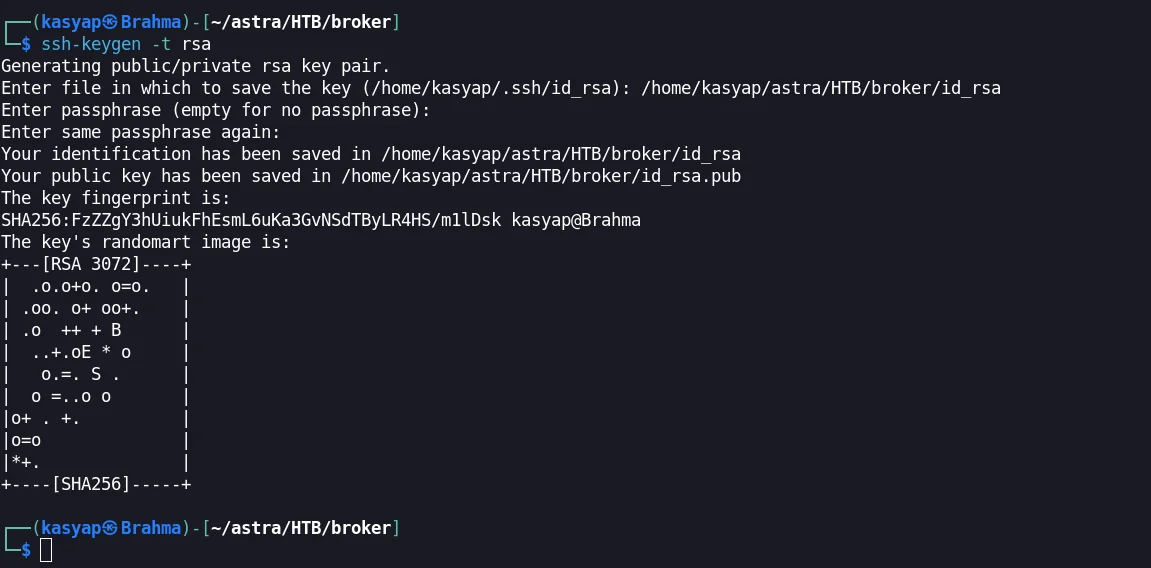 ┌──(kasyap㉿Brahma)-[~/astra/HTB/broker]
└─$ ssh-keygen -t rsa
Generating public/private rsa key pair.
Enter file in which to save the key (/home/kasyap/.ssh/id_rsa): /home/kasyap/astra/HTB/broker/id_rsa
Enter passphrase (empty for no passphrase):
Enter same passphrase again:
Your identification has been saved in /home/kasyap/astra/HTB/broker/id_rsa
Your public key has been saved in /home/kasyap/astra/HTB/broker/id_rsa.pub
The key fingerprint is:
SHA256:FzZZgY3hUiukFhEsmL6uKa3GvNSdTByLR4HS/m1lDsk kasyap@Brahma
The key's randomart image is:
+---[RSA 3072]----+
|  .o.o+o. o=o.   |
| .oo. o+ oo+.    |
| .o  ++ + B      |
|  ..+.oE * o     |
|   o.=. S .      |
|  o =..o o       |
|o+ . +.          |
|o=o              |
|*+.              |
+----[SHA256]-----+
┌──(kasyap㉿Brahma)-[~/astra/HTB/broker]
└─$